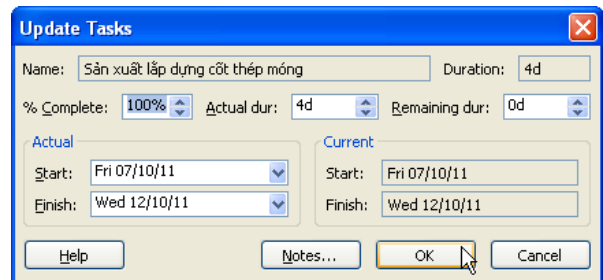 Update Tasks
Name: Sản xuất lắp dựng cốt thép móng Duration: 4d
% Complete: 100% Actual dur: 4d Remaining dur: 0d
Actual Current
Start: Fri 07/10/11 Start: Fri 07/10/11
Finish: Wed 12/10/11 Finish: Wed 12/10/11
Help Notes... OK Cancel